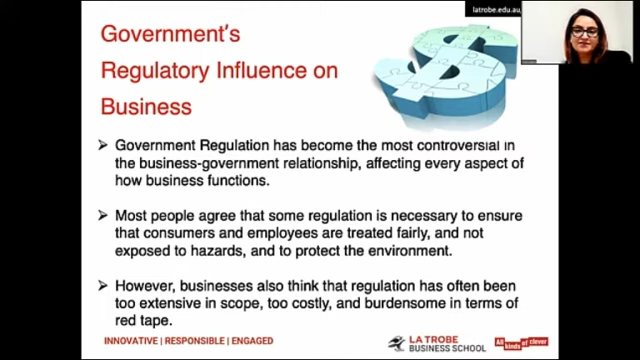 latrobe.edu.au
Government's
Regulatory Influence on
Business
Government Regulation has become the most controversial in
the business-government relationship, affecting every aspect of
how business functions.
Most people agree that some regulation is necessary to ensure
that consumers and employees are treated fairly, and not
exposed to hazards, and to protect the environment.
However, businesses also think that regulation has often been
too extensive in scope, too costly, and burdensome in terms of
red tape.
INNOVATIVE | RESPONSIBLE | ENGAGED
LA TROBE
BUSINESS SCHOOL
All kinds of clever